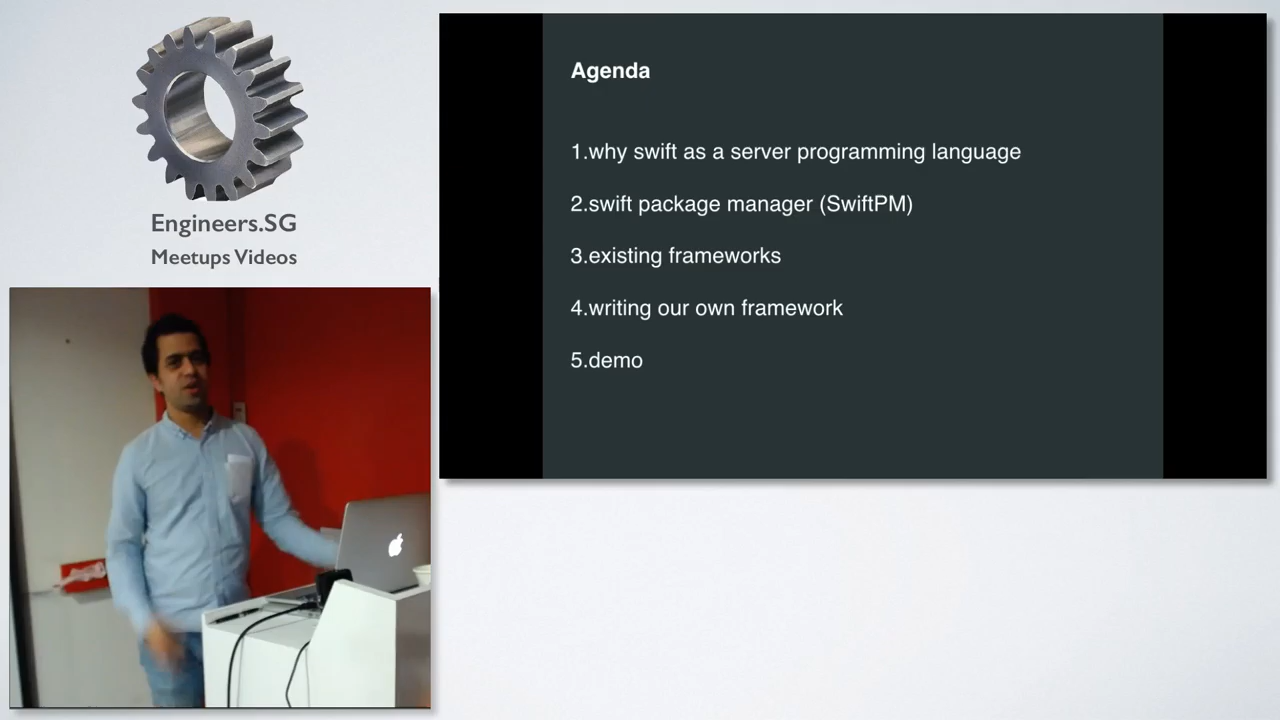 Engineers.SG
Meetups Videos
Agenda
1.why swift as a server programming language
2.swift package manager (SwiftPM)
3.existing frameworks
4.writing our own framework
5.demo